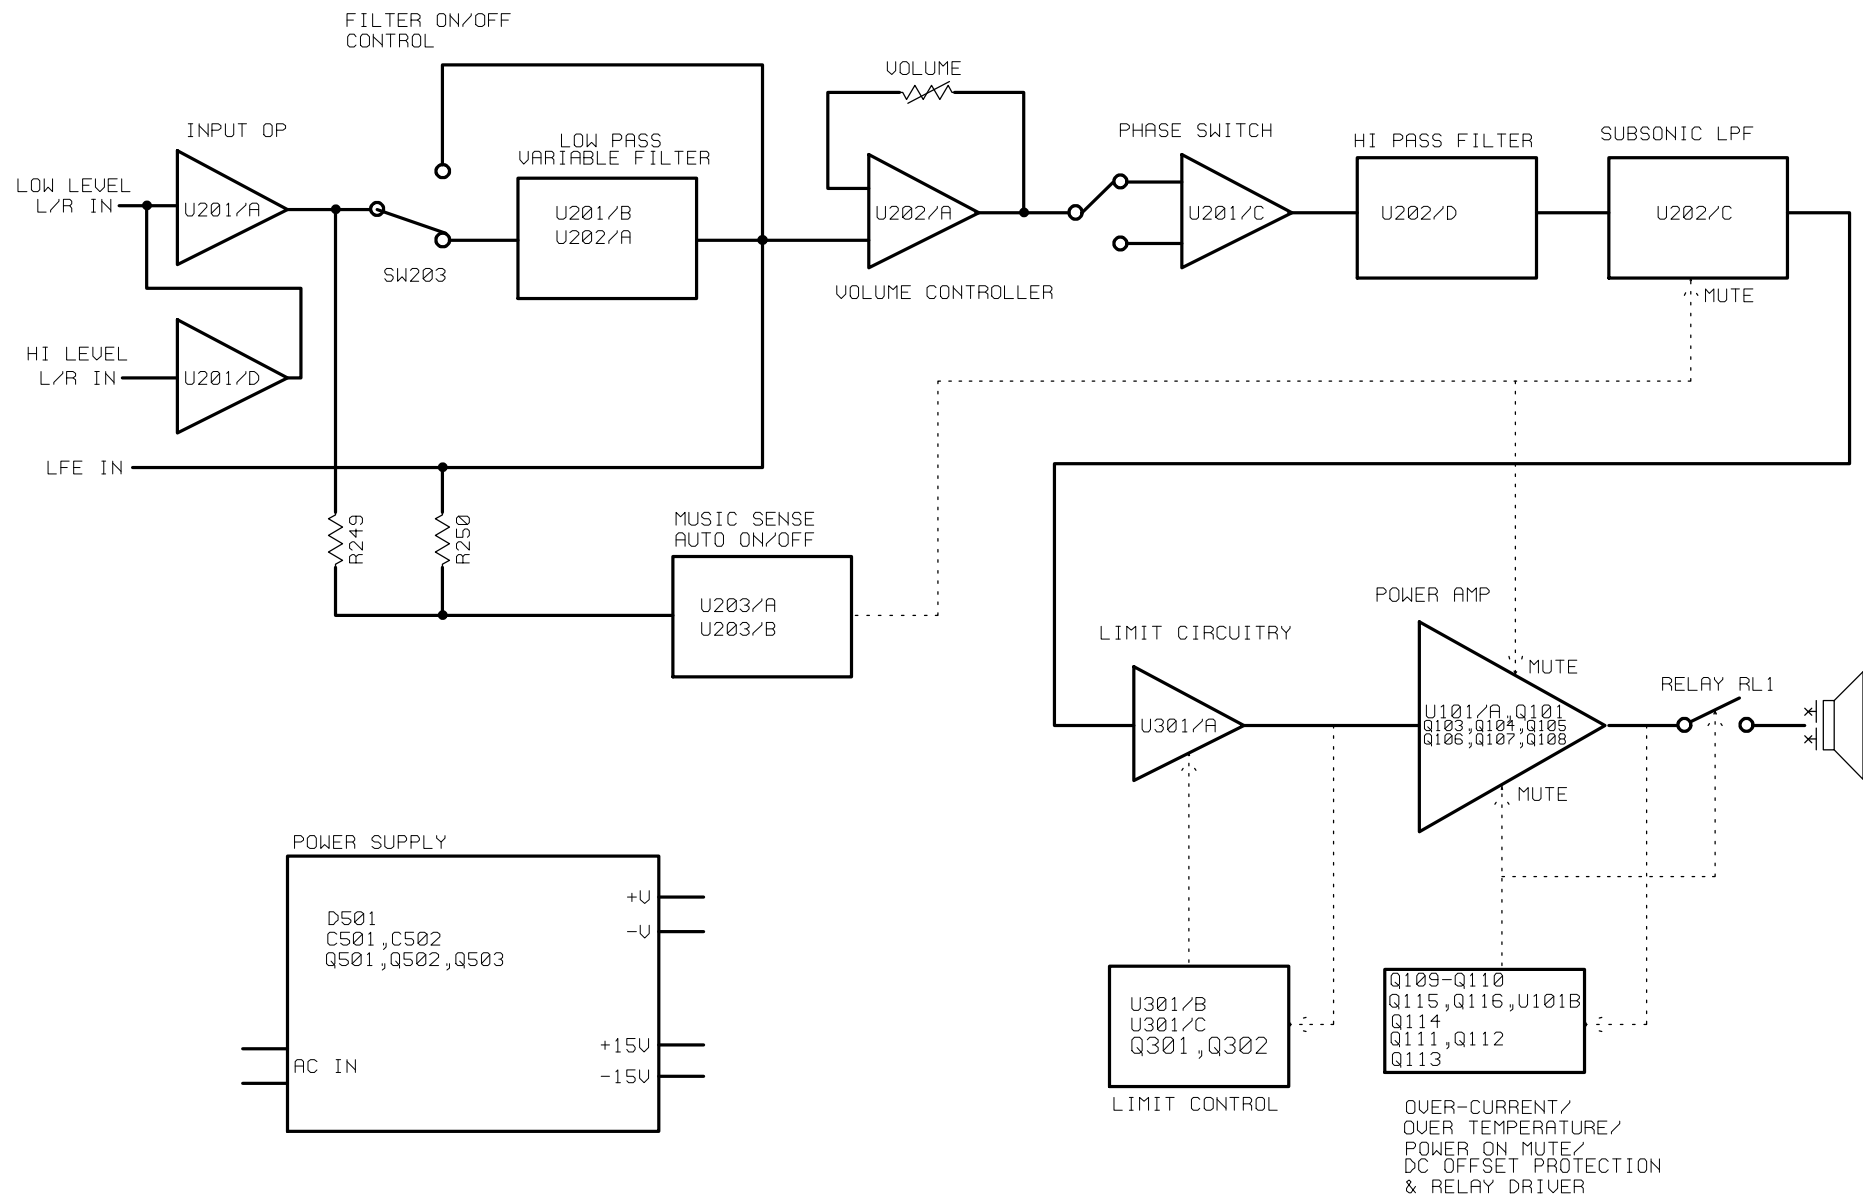 FILTER ON/OFF
CONTROL
VOLUME
INPUT OP
LOW PASS
VARIABLE FILTER
PHASE SWITCH
HI PASS FILTER
SUBSONIC LPF
LOW LEVEL
L/R IN
U201/A
U201/B
U202/A
U202/A
U201/C
U202/D
U202/C
SW203
VOLUME CONTROLLER
MUTE
HI LEVEL
L/R IN
U201/D
LFE IN
R249
R250
MUSIC SENSE
AUTO ON/OFF
U203/A
U203/B
POWER AMP
LIMIT CIRCUITRY
MUTE
RELAY RL1
U301/A
U101/A,Q101
Q103,Q104,Q105
Q106,Q107,Q108
MUTE
POWER SUPPLY
+V
-V
D501
C501,C502
Q501,Q502,Q503
+15V
-15V
AC IN
U301/B
U301/C
Q301,Q302
LIMIT CONTROL
Q109-Q110
Q115,Q116,U101B
Q114
Q111,Q112
Q113
OVER-CURRENT/
OVER TEMPERATURE/
POWER ON MUTE/
DC OFFSET PROTECTION
& RELAY DRIVER